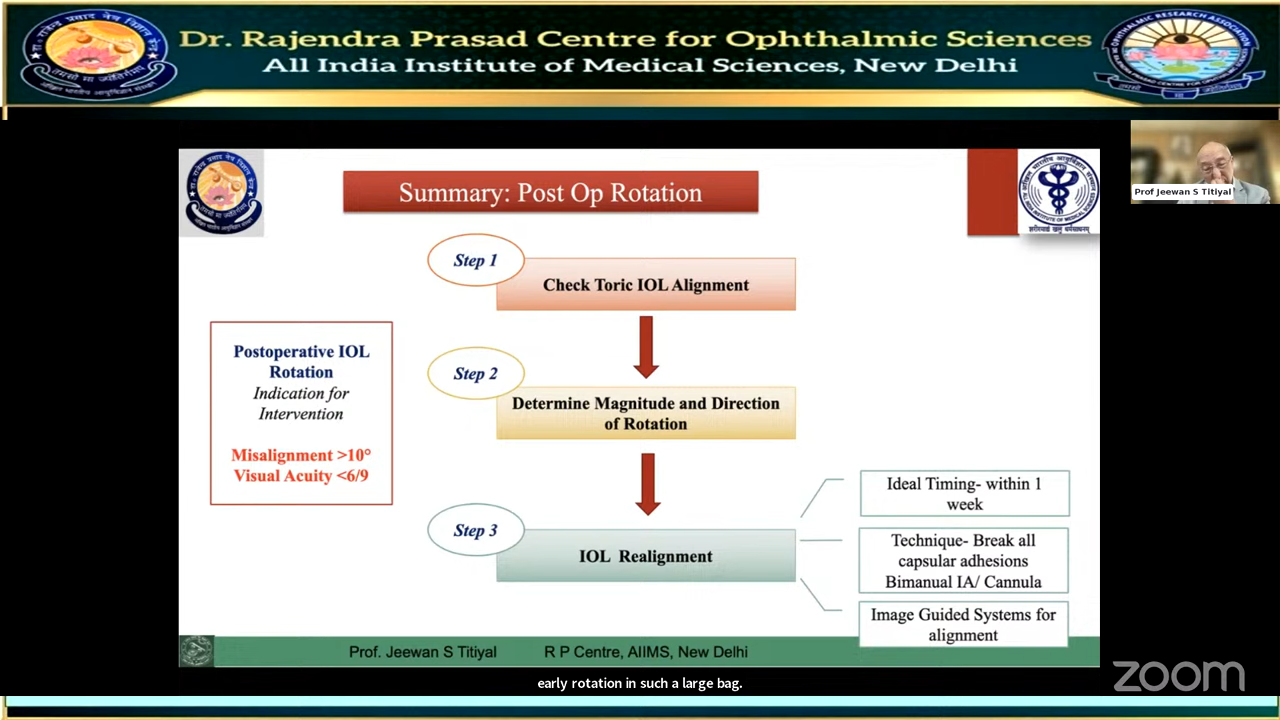 Dr. Rajendra Prasad Centre for Ophthalmic Sciences
All India Institute of Medical Sciences, New Delhi
Prof Jeewan S Titiyal
Summary: Post Op Rotation
Step 1
Check Toric IOL Alignment
Postoperative IOL
Rotation
Indication for
Intervention
Misalignment >10°
Visual Acuity <6/9
Step 2
Determine Magnitude and Direction
of Rotation
Step 3
IOL Realignment
Ideal Timing- within 1
week
Technique- Break all
capsular adhesions
Bimanual IA/ Cannula
Image Guided Systems for
alignment
Prof. Jeewan S Titiyal R P Centre, AIIMS, New Delhi
early rotation in such a large bag.
zoom